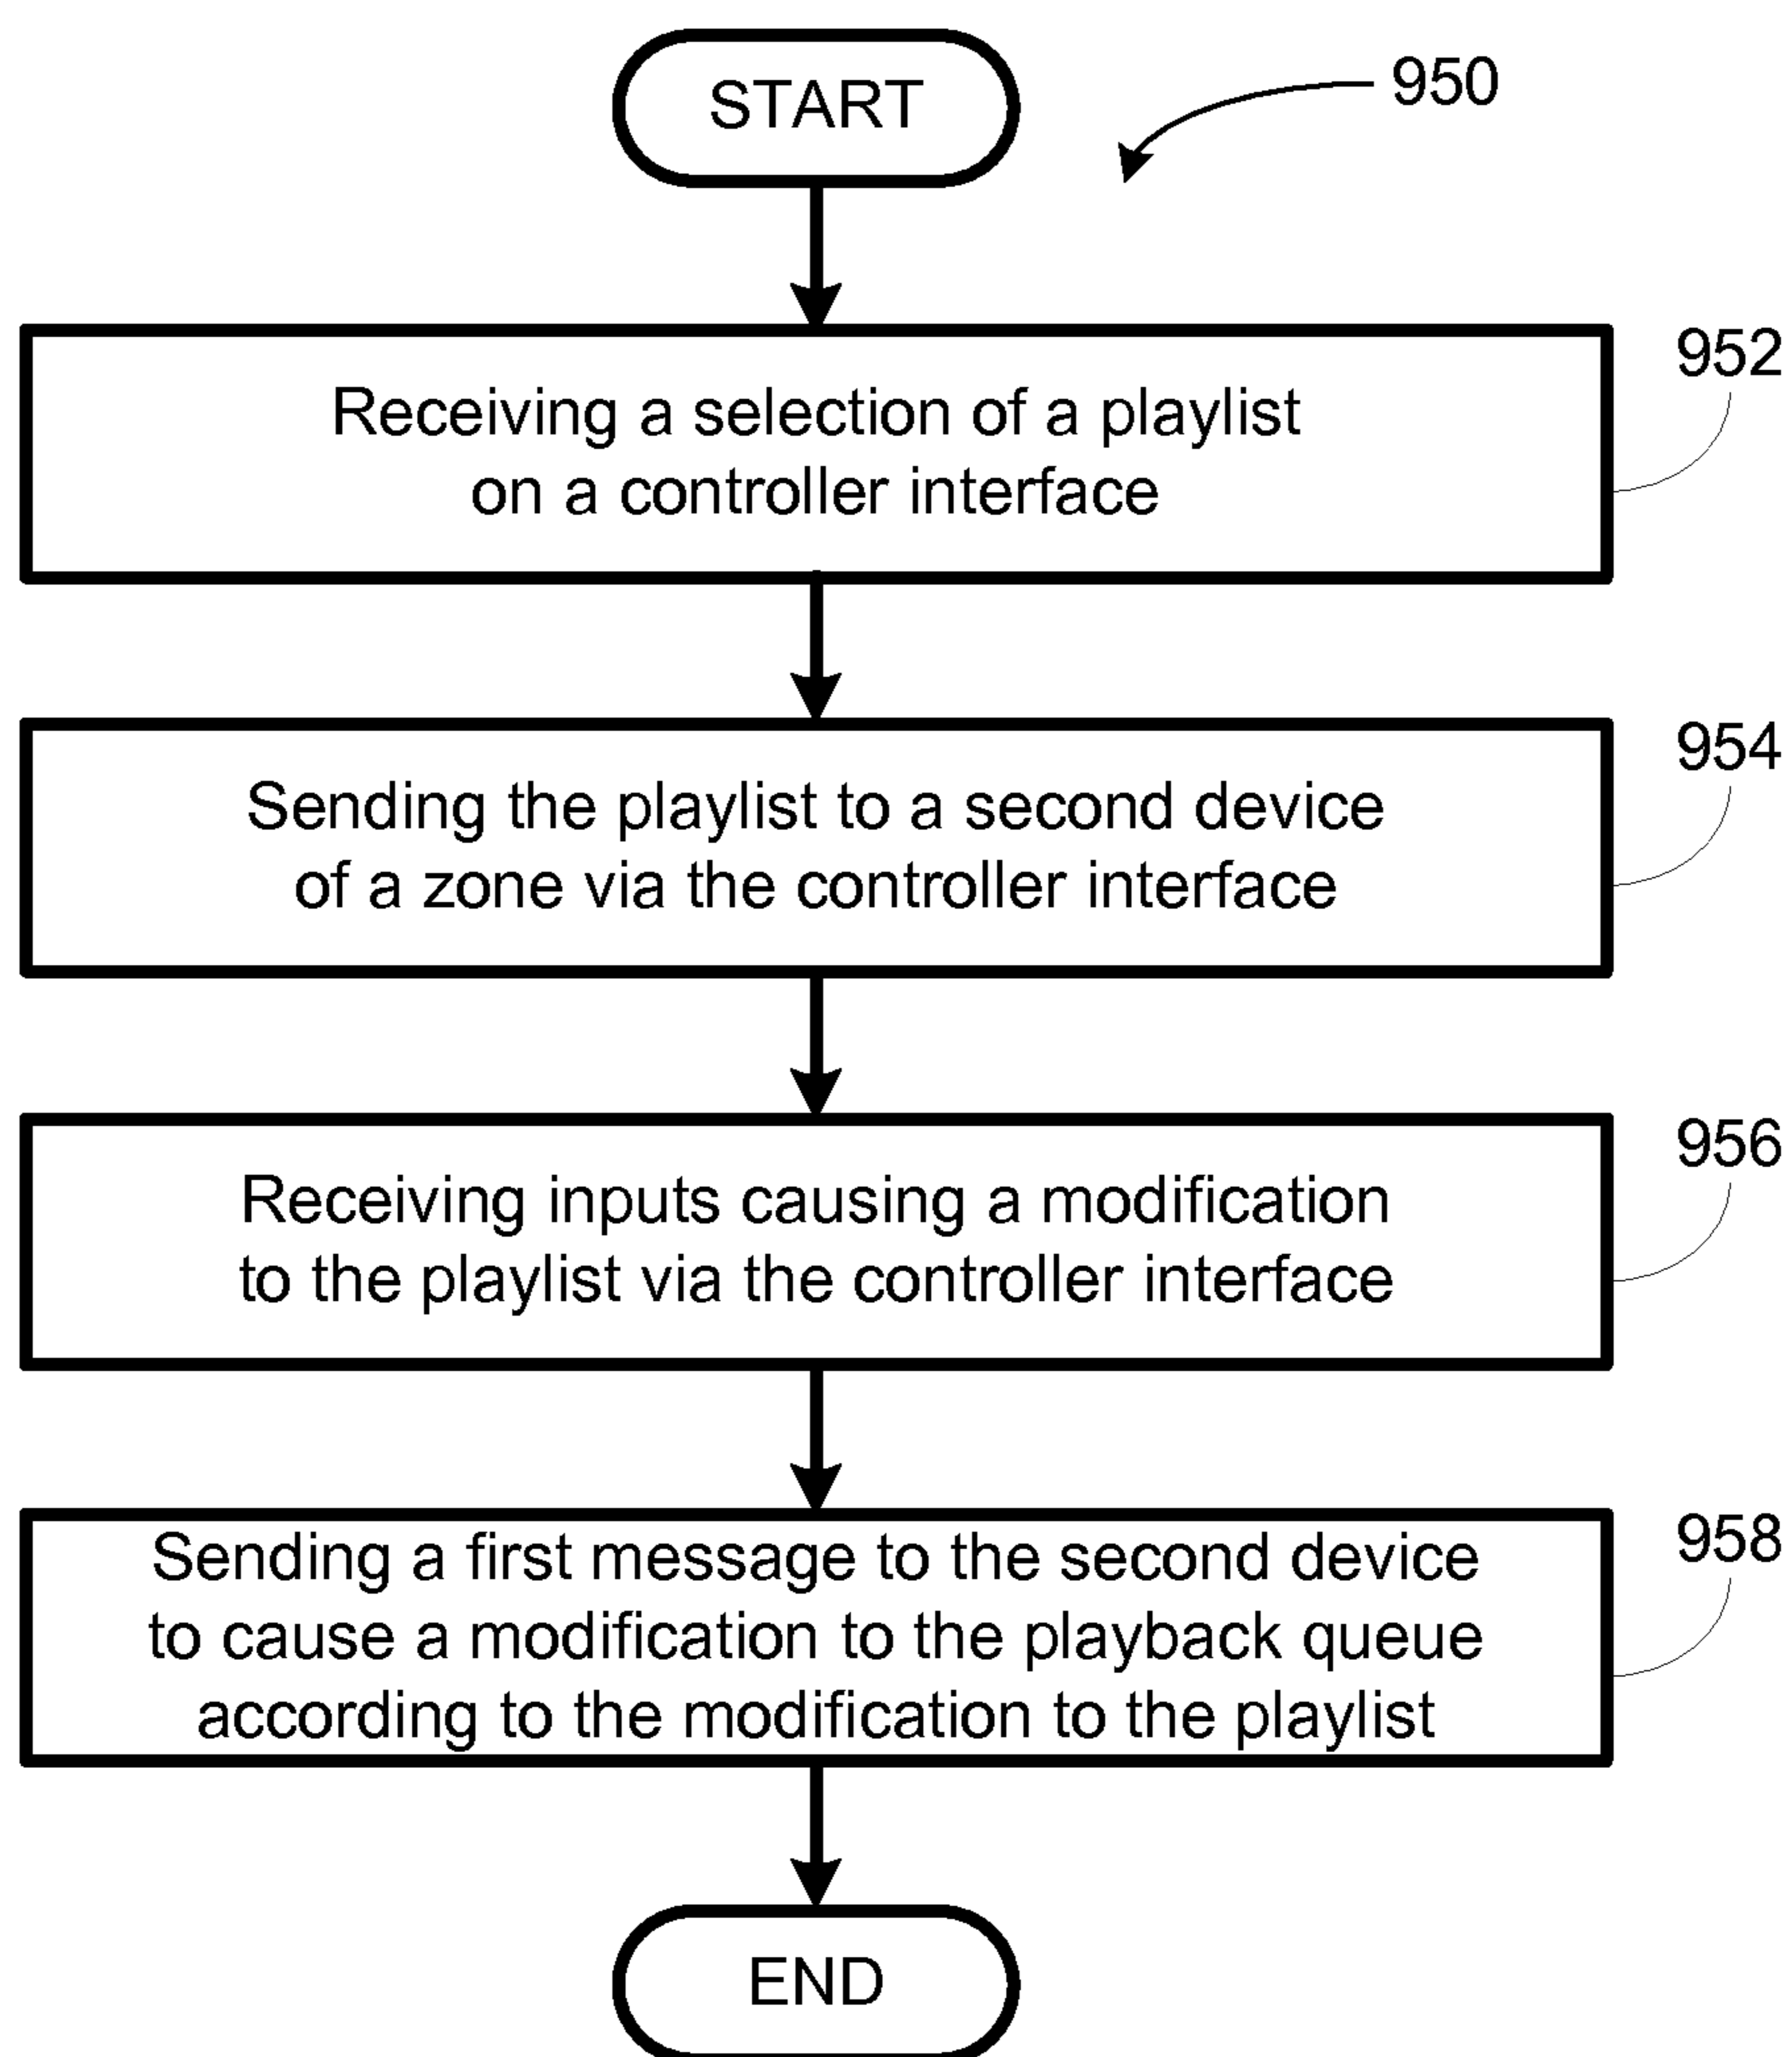 START
950
Receiving a selection of a playlist
on a controller interface
952
Sending the playlist to a second device
of a zone via the controller interface
954
Receiving inputs causing a modification
to the playlist via the controller interface
956
Sending a first message to the second device
to cause a modification to the playback queue
according to the modification to the playlist
958
END